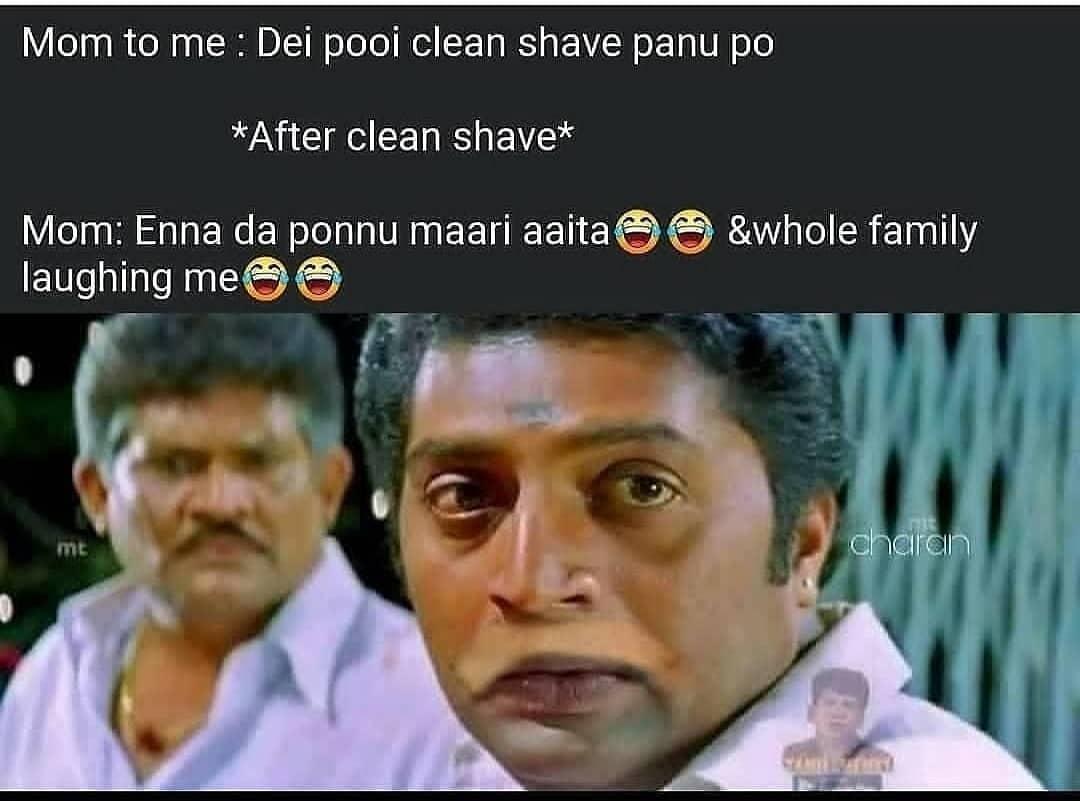 Mom to me : Dei pooi clean shave panu po
*After clean shave*
Mom: Enna da ponnu maari aaita😂😂 &whole family
laughing me😂😂
mt
mt
charan